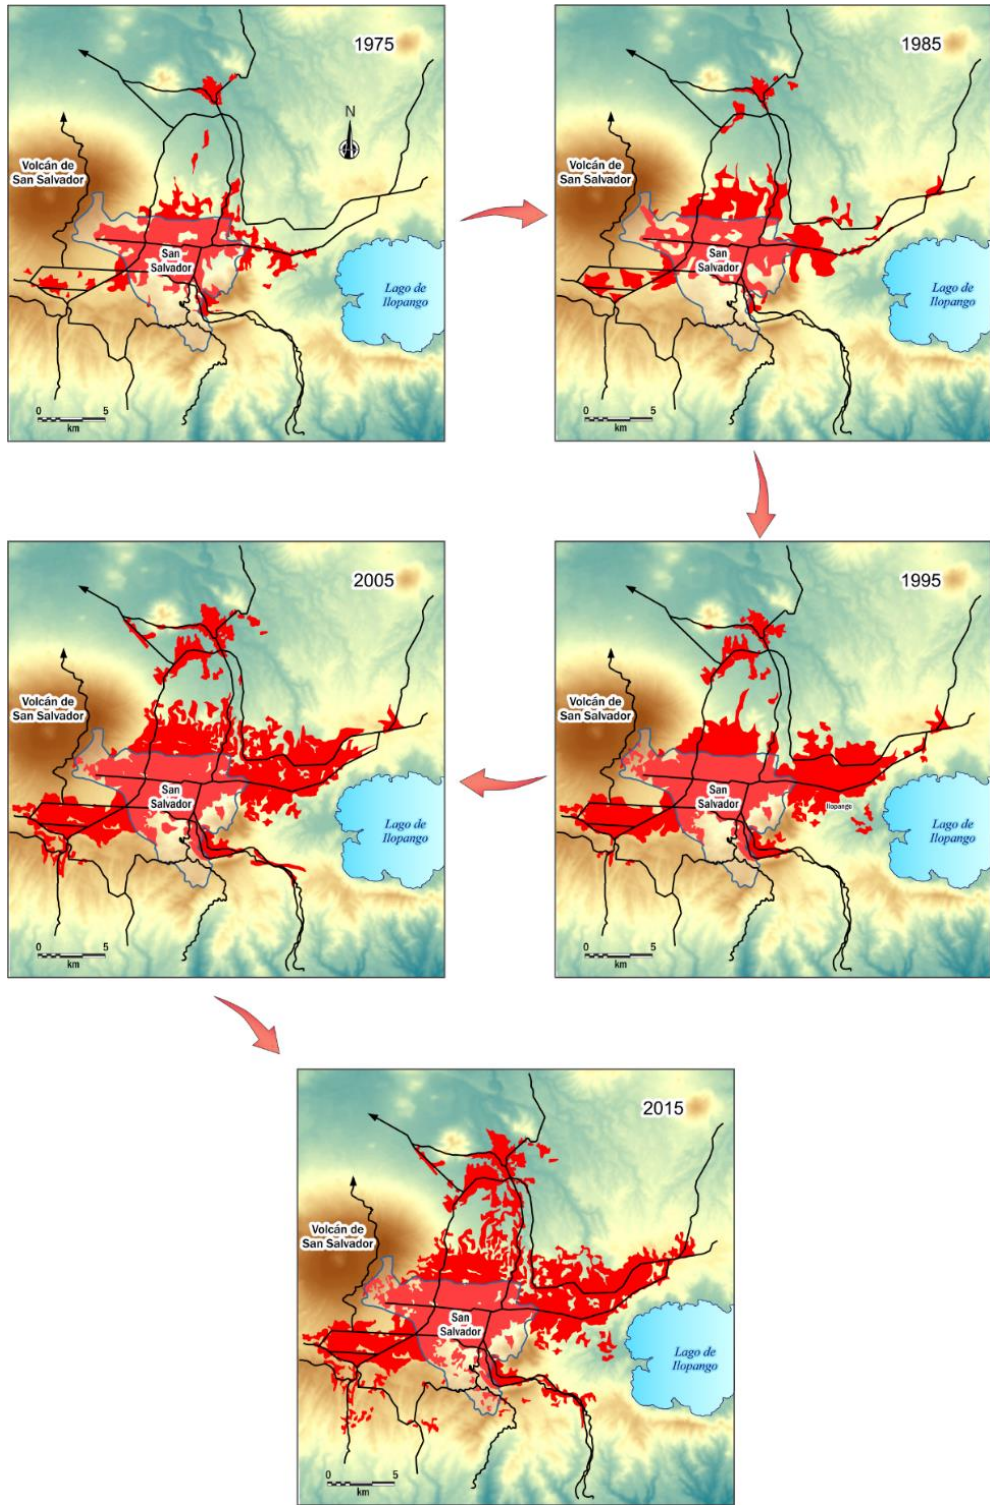 1975
N
Volcán de
San Salvador
San
Salvador
Lago de
Ilopango
0 5
km
1985
Volcán de
San Salvador
San
Salvador
Lago de
Ilopango
0 5
km
2005
Volcán de
San Salvador
San
Salvador
Lago de
Ilopango
0 5
km
1995
Volcán de
San Salvador
San
Salvador
Ilopango
Lago de
Ilopango
0 5
km
2015
Volcán de
San Salvador
San
Salvador
Lago de
Ilopango
0 5
km